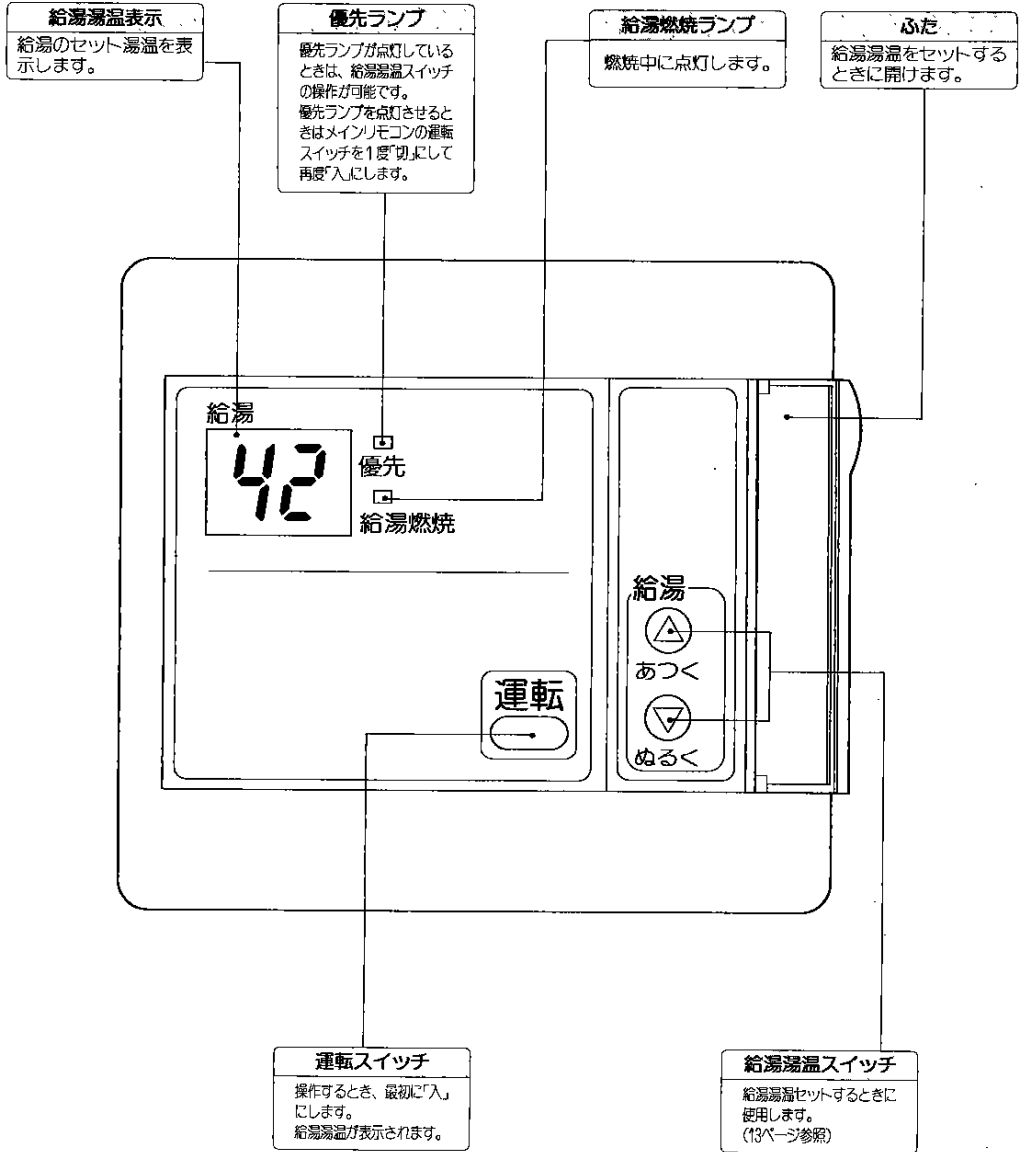 給湯湯温表示
給湯のセット湯温を表
示します。
優先ランプ
優先ランプが点灯している
ときは、給湯湯温スイッチ
の操作が可能です。
優先ランプを点灯させると
きはメインリモコンの運転
スイッチを1度「切」にして
再度「入」にします。
給湯燃焼ランプ
燃焼中に点灯します。
ふた
給湯湯温をセットする
ときに開けます。
給湯
42
優先
給湯燃焼
運転
給湯
あつく
ぬるく
運転スイッチ
操作するとき、最初に「入」
にします。
給湯湯温が表示されます。
給湯湯温スイッチ
給湯湯温セットするときに
使用します。
(13ページ参照)